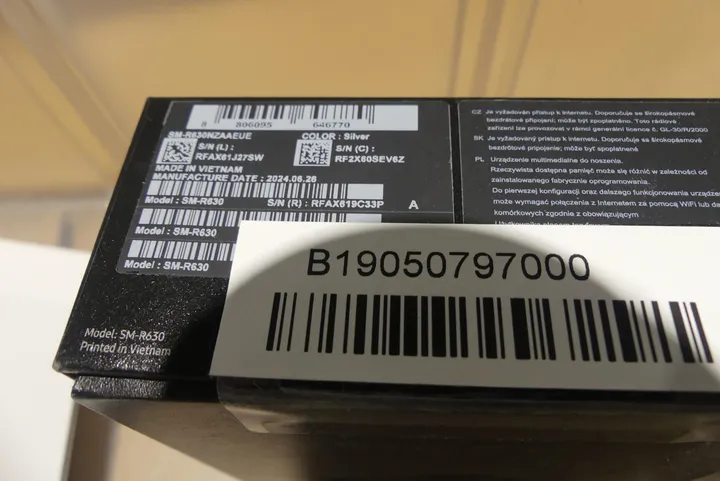 8 806095 646770
SM-R630NZAAEUE COLOR : Silver
S/N (L) : S/N (C) :
RFAX61J27SW RF2X60SEV6Z
MADE IN VIETNAM
MANUFACTURE DATE : 2024.06.26
Model : SM-R630 S/N (R) : RFAX619C33P A
Model : SM-R630
Model : SM-R630
Model: SM-R630
Printed in Vietnam
CZ Je vyžadován přístup k internetu. Doporučuje se širokopásmové
bezdrátové připojení; může být zpoplatněno. Toto rádiové
zařízení lze provozovat v rámci generální licence č. GL-30/R/2000
SK Je vyžadovaný prístup k internetu. Doporučuje sa širokopásmové
bezdrôtové pripojenie; môže byť spoplatnené
PL Urządzenie multimedialne do noszenia.
Rzeczywista dostępna pamięć może się różnić w zależności od
zainstalowanego fabrycznie oprogramowania.
Do pierwszej konfiguracji oraz dalszego funkcjonowania urządzenie
może wymagać połączenia z Internetem za pomocą WiFi lub da
komórkowych zgodnie z obowiązującym
B19050797000